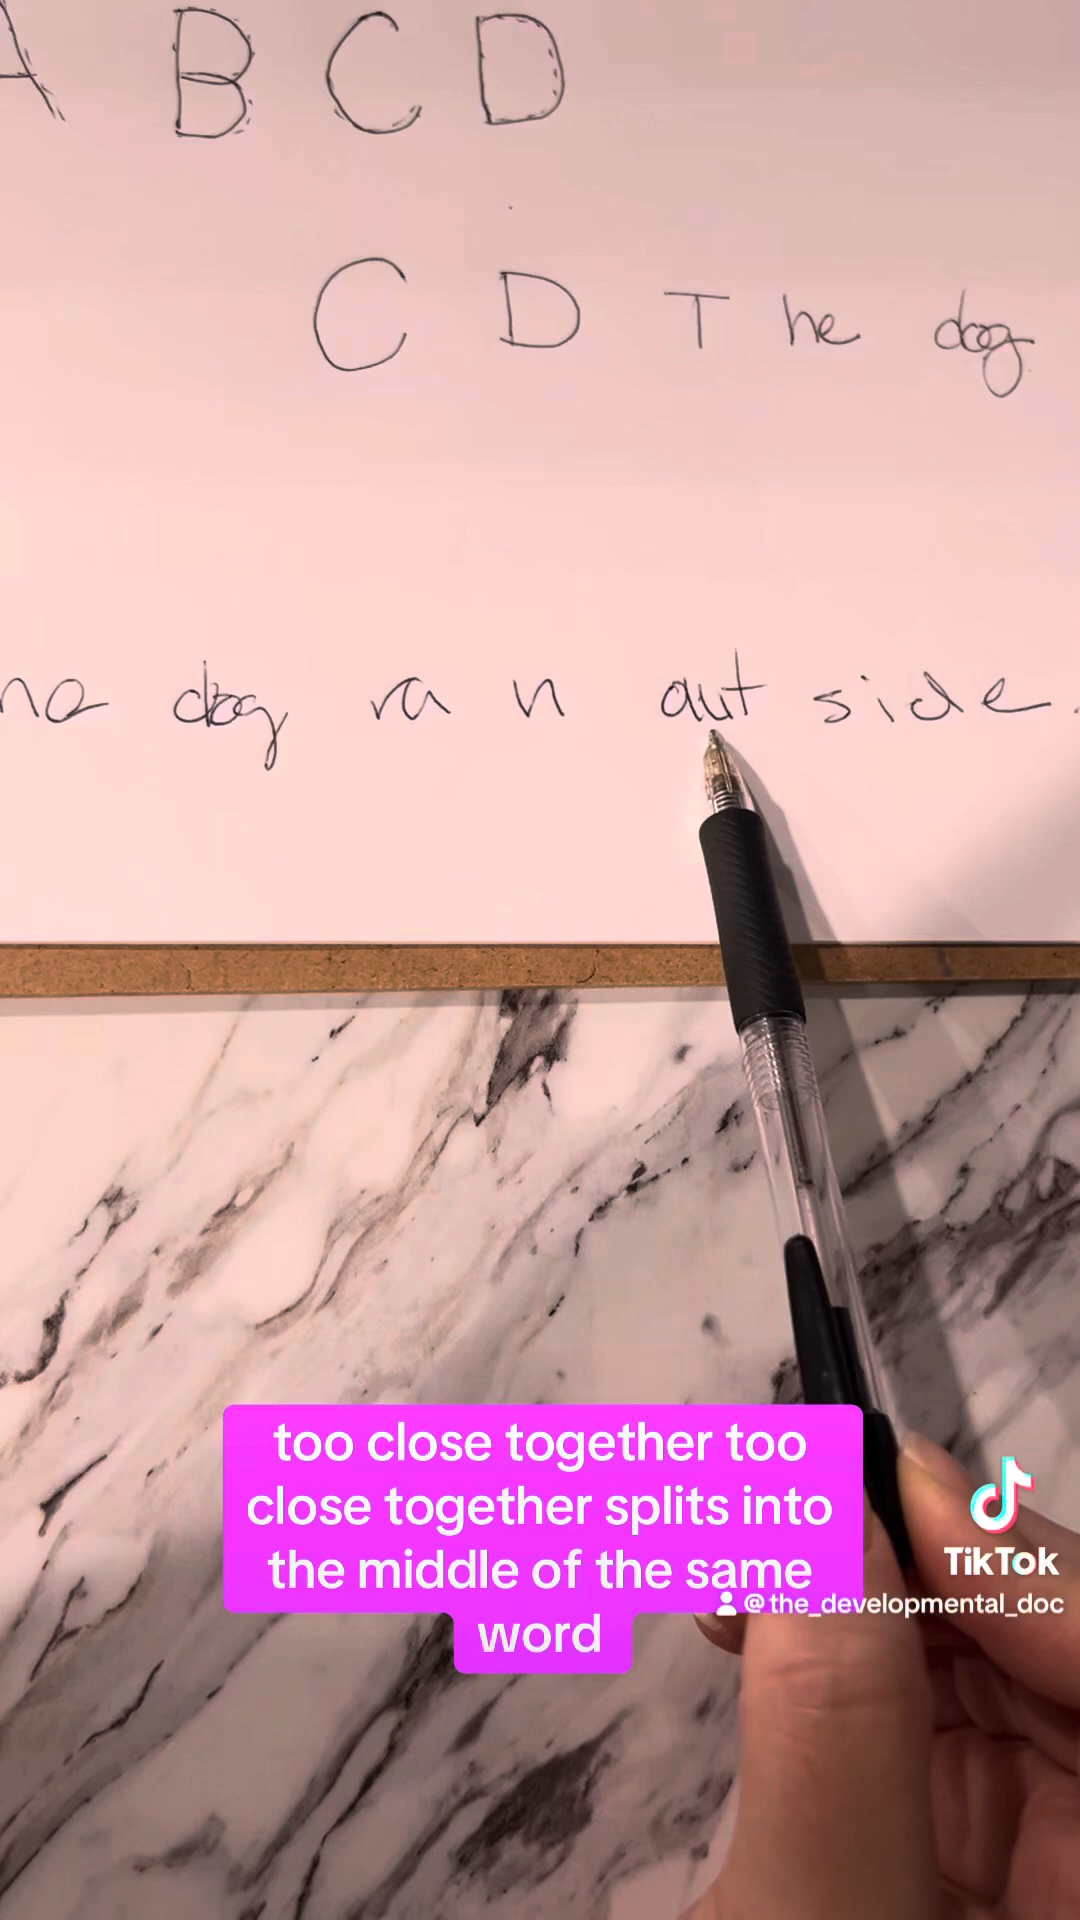 A B C D
C D T he dog
he dog ra n out side.
too close together too
close together splits into
the middle of the same
word
TikTok
@the_developmental_doc